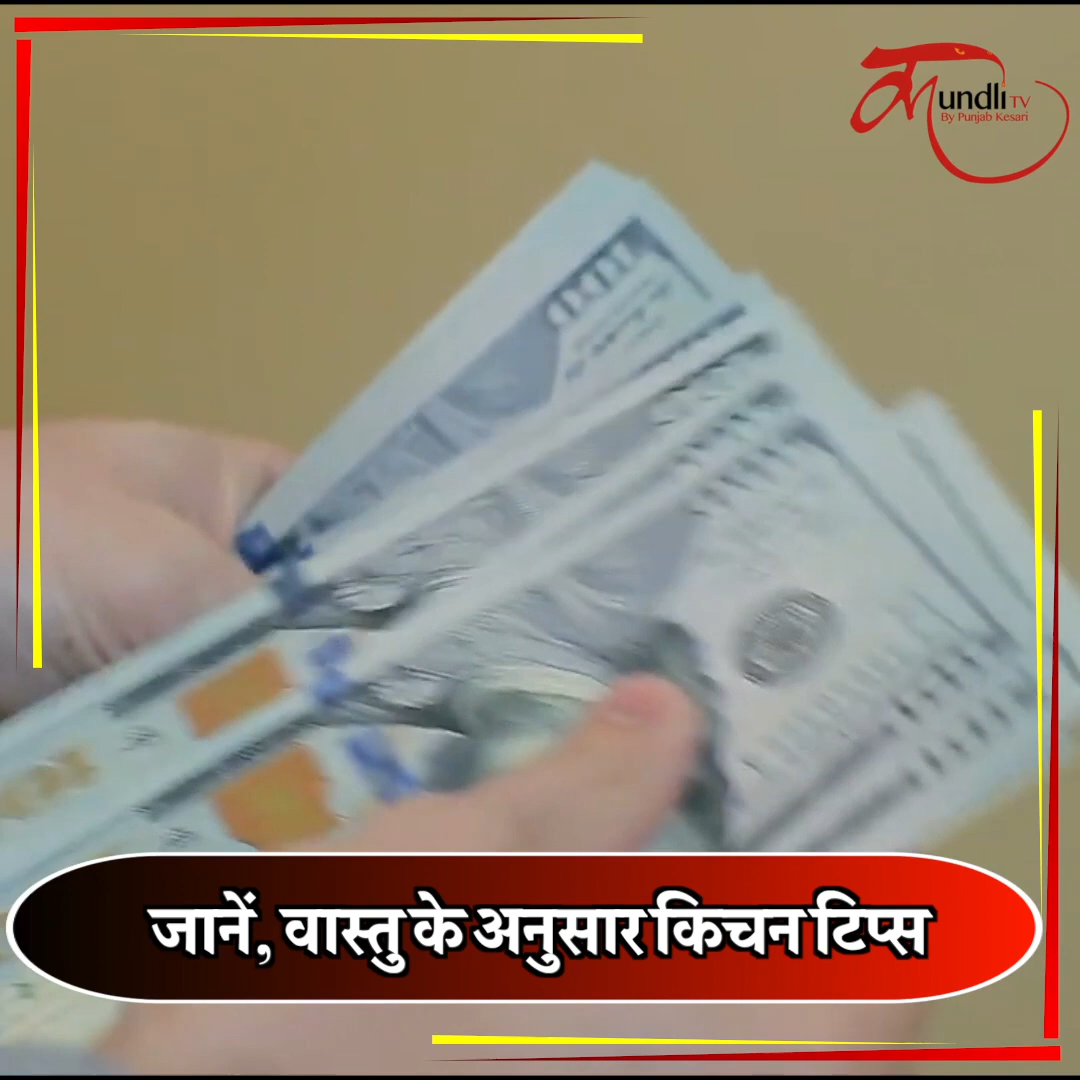 Kundli TV
By Punjab Kesari
जानें, वास्तु के अनुसार किचन टिप्स